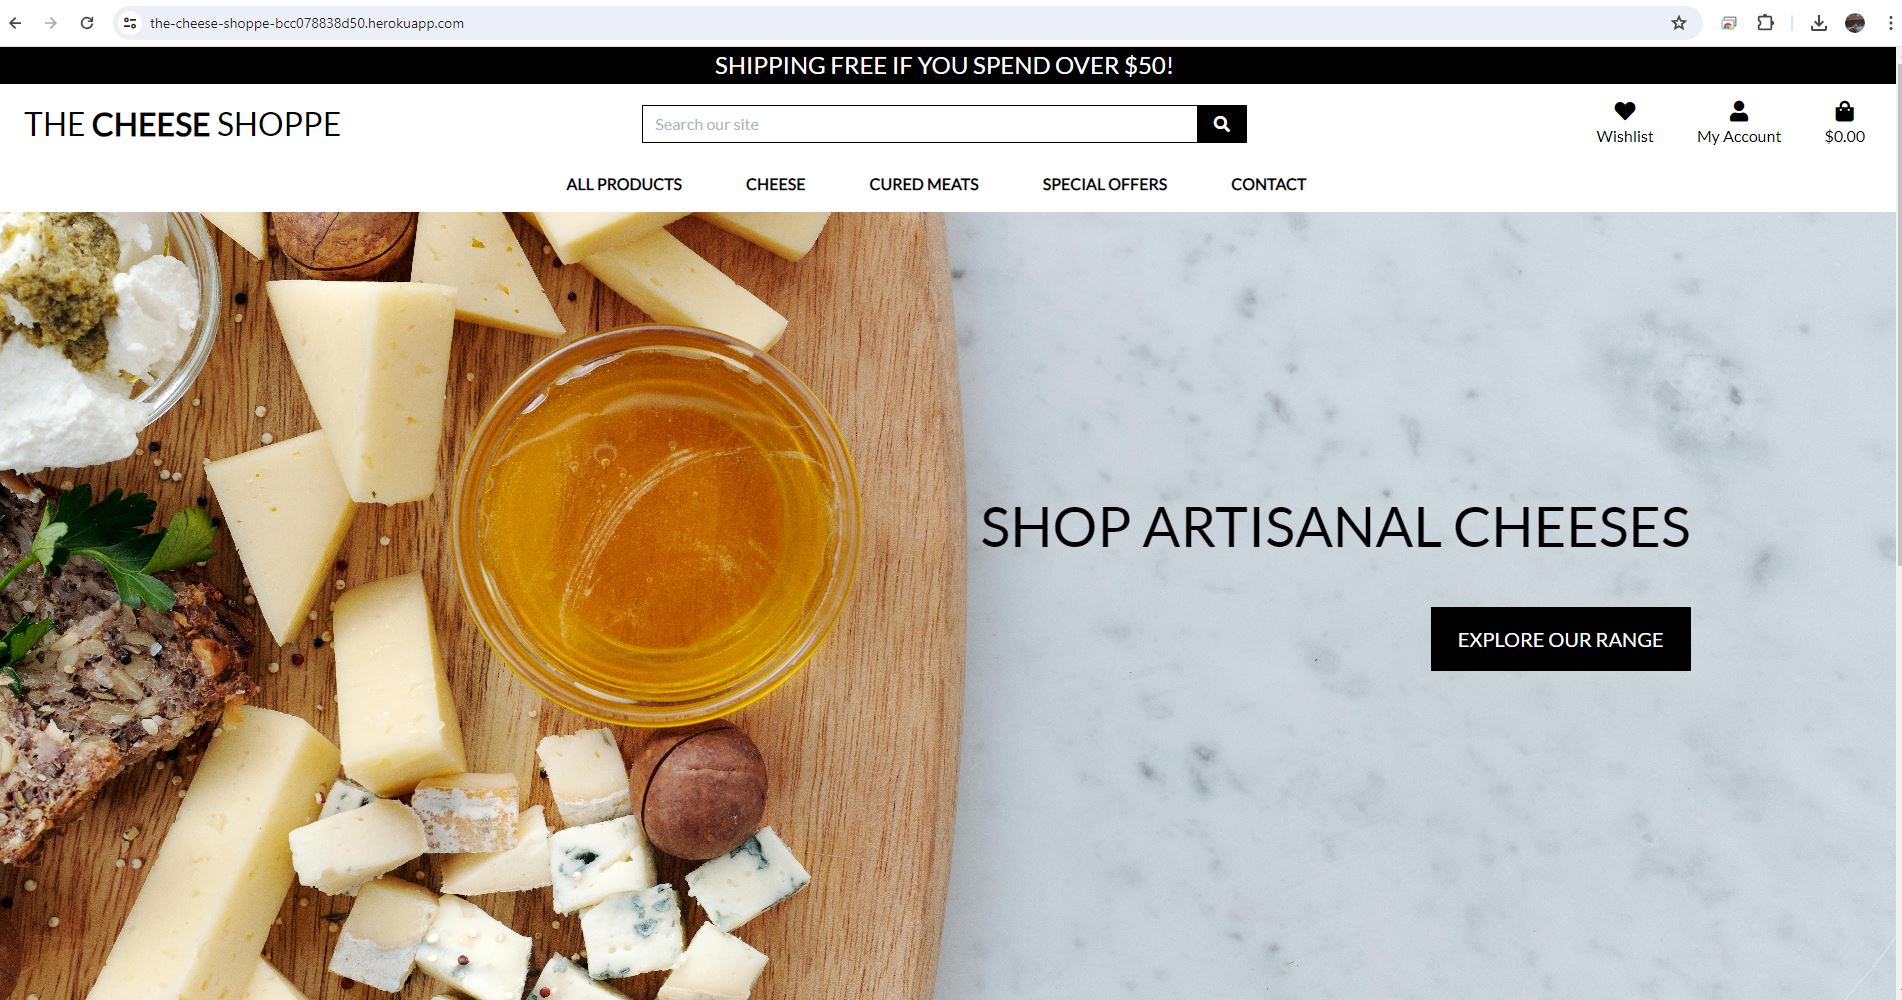 the-cheese-shoppe-bcc078838d50.herokuapp.com
SHIPPING FREE IF YOU SPEND OVER $50!
THE CHEESE SHOPPE
Search our site
Wishlist
My Account
$0.00
ALL PRODUCTS CHEESE CURED MEATS SPECIAL OFFERS CONTACT
SHOP ARTISANAL CHEESES
EXPLORE OUR RANGE